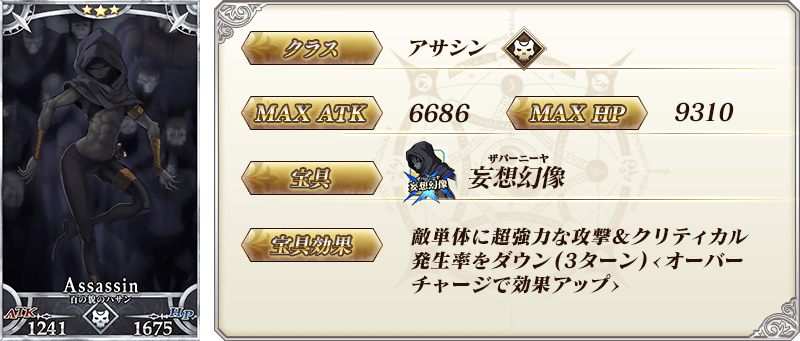 Assassin
百の貌のハサン
ATK
1241
HP
1675
クラス
アサシン
MAX ATK
6686
MAX HP
9310
宝具
妄想幻像
ザバーニーヤ
妄想幻像
宝具効果
敵単体に超強力な攻撃&クリティカル
発生率をダウン(3ターン)<オーバー
チャージで効果アップ>